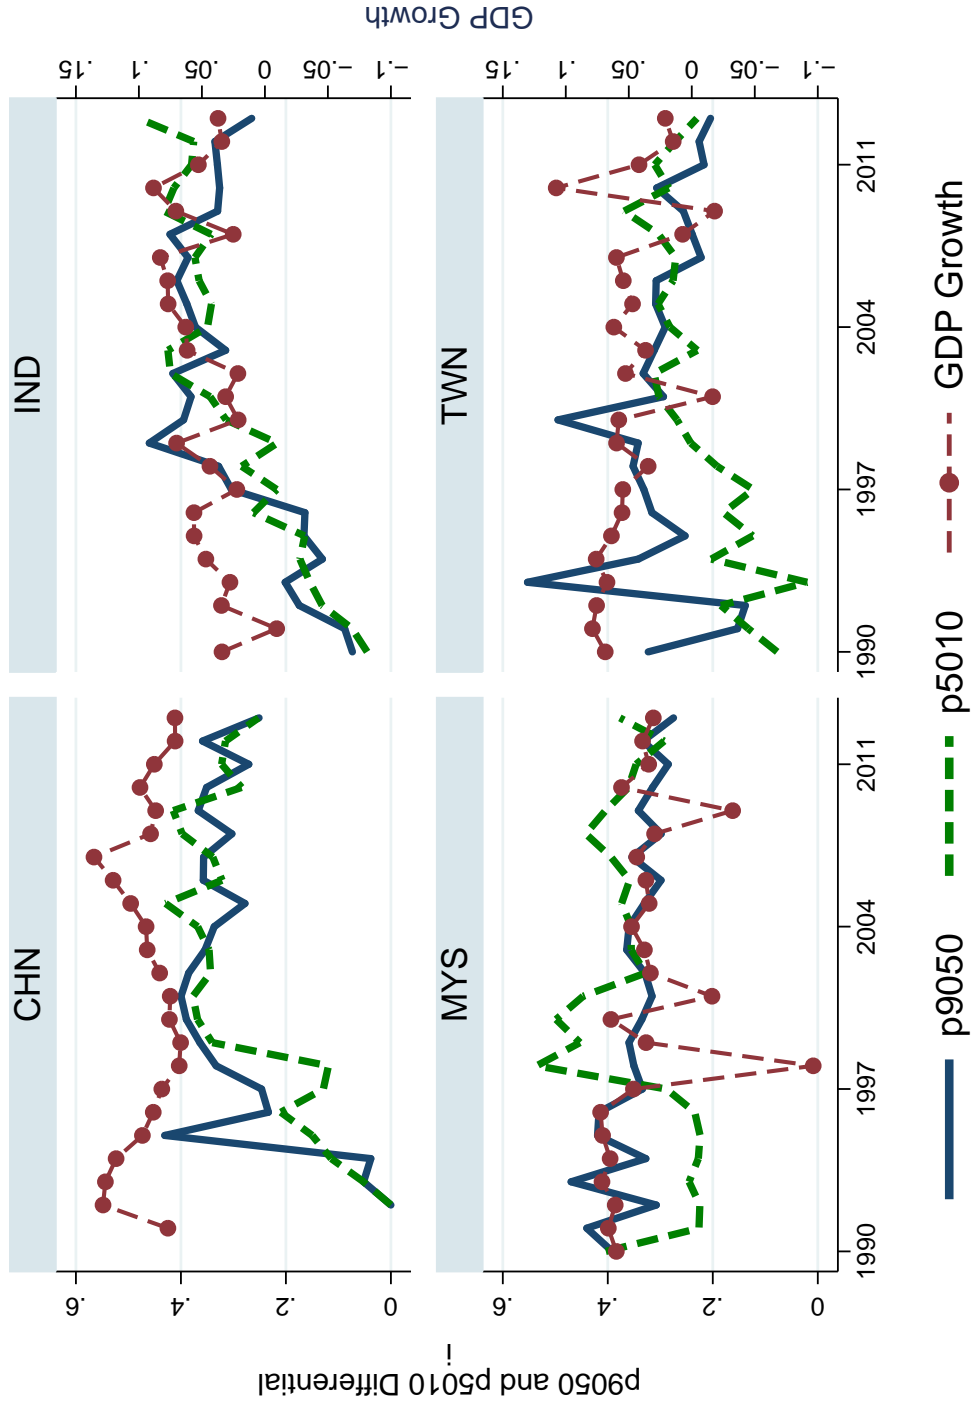 CHN
IND
MYS
TWN
.6
.4
.2
0
.6
.4
.2
0
.15
.1
.05
0
-.05
-.1
.15
.1
.05
0
-.05
-.1
1990
1997
2004
2011
1990
1997
2004
2011
p9050 and p5010 Differential
i
GDP Growth
p9050
p5010
GDP Growth